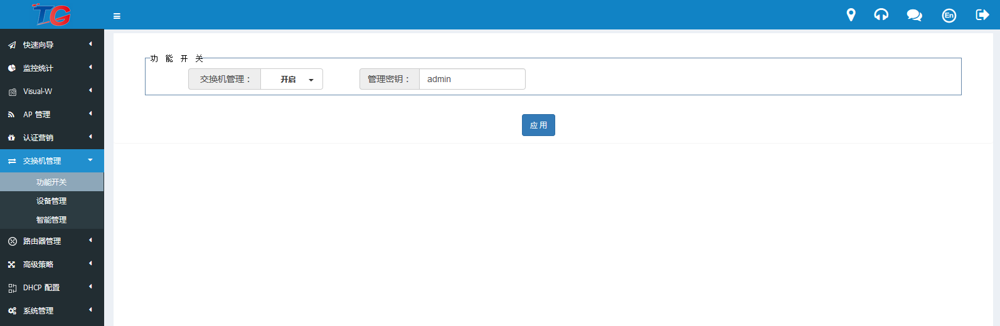 TG
En
快速向导
监控统计
Visual-W
AP 管理
认证营销
交换机管理
功能开关
设备管理
智能管理
路由器管理
高级策略
DHCP 配置
系统管理
功 能 开 关
交换机管理： 开启 管理密钥： admin
应用